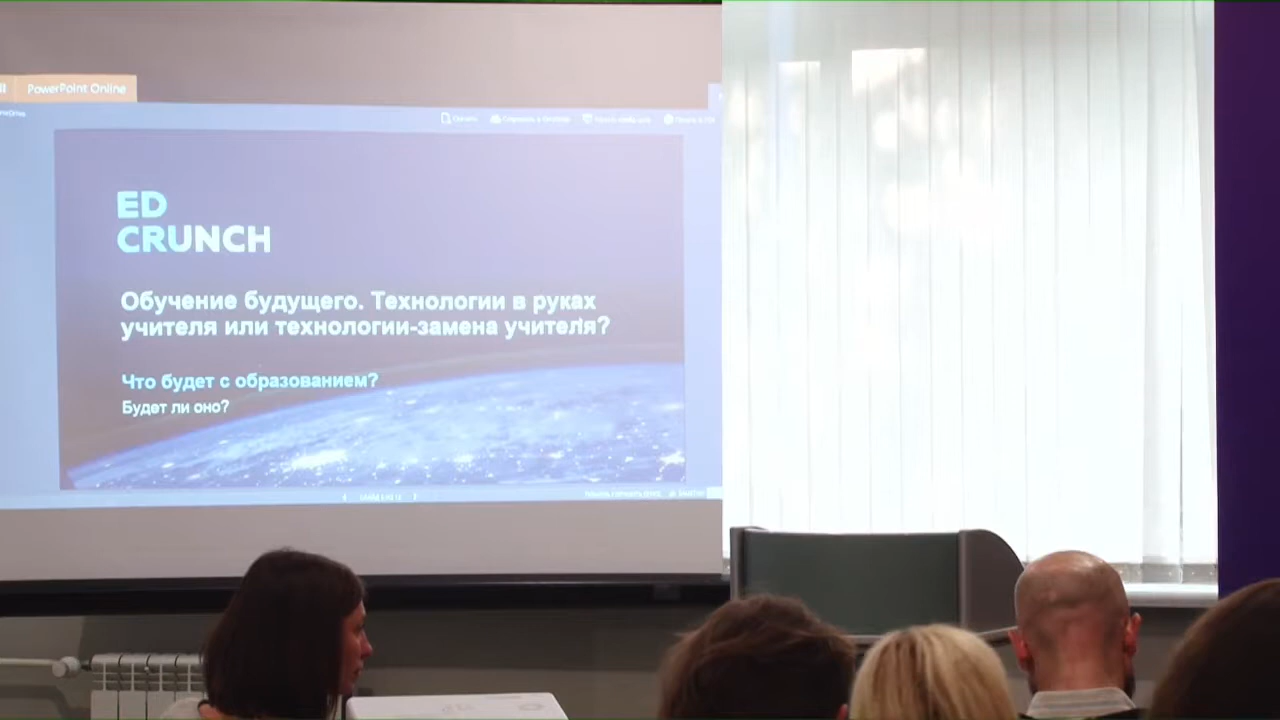 PowerPoint Online
ED
CRUNCH
Обучение будущего. Технологии в руках
учителя или технологии-замена учителя?
Что будет с образованием?
Будет ли оно?